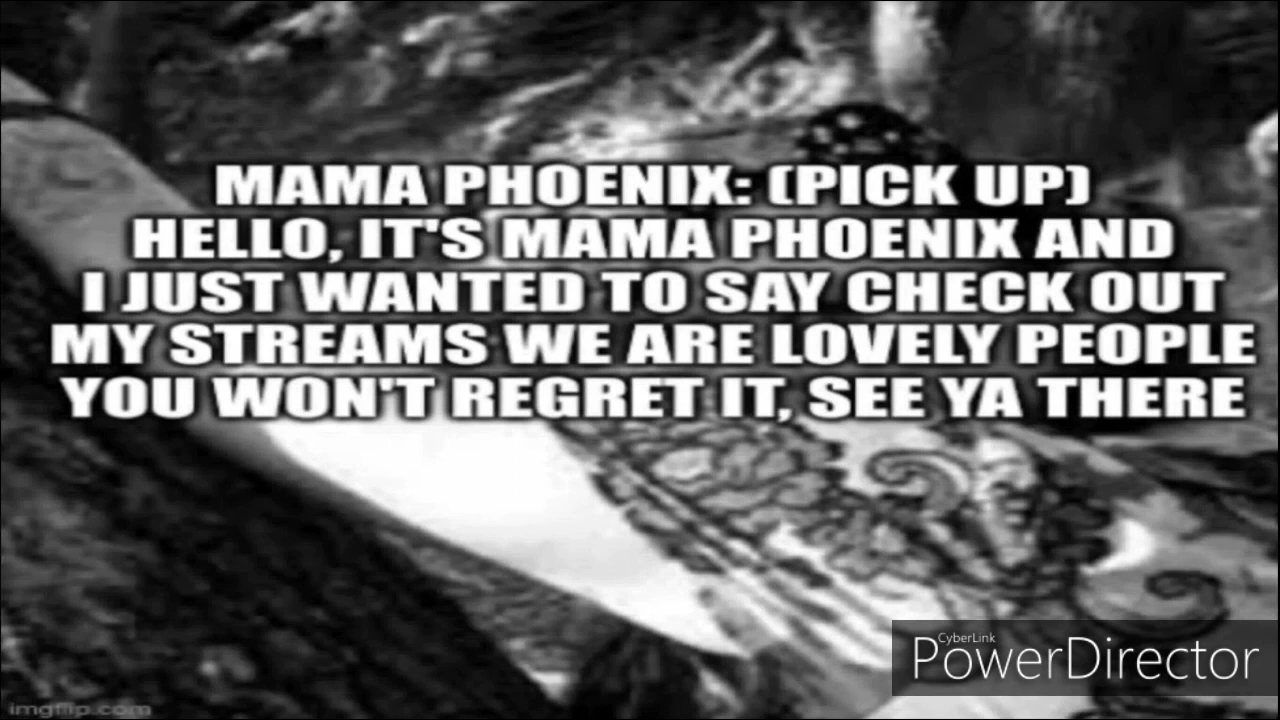 MAMA PHOENIX: (PICK UP)
HELLO, IT'S MAMA PHOENIX AND
I JUST WANTED TO SAY CHECK OUT
MY STREAMS WE ARE LOVELY PEOPLE
YOU WON'T REGRET IT, SEE YA THERE
CyberLink
PowerDirector
imgflip.com